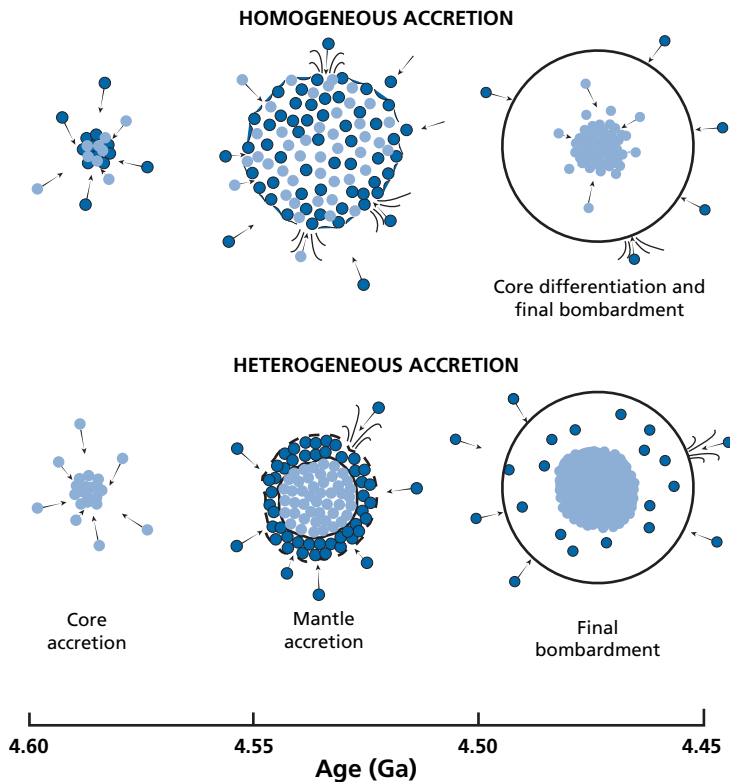 HOMOGENEOUS ACCRETION
Core differentiation and
final bombardment
HETEROGENEOUS ACCRETION
Core
accretion
Mantle
accretion
Final
bombardment
4.60
4.55
4.50
4.45
Age (Ga)